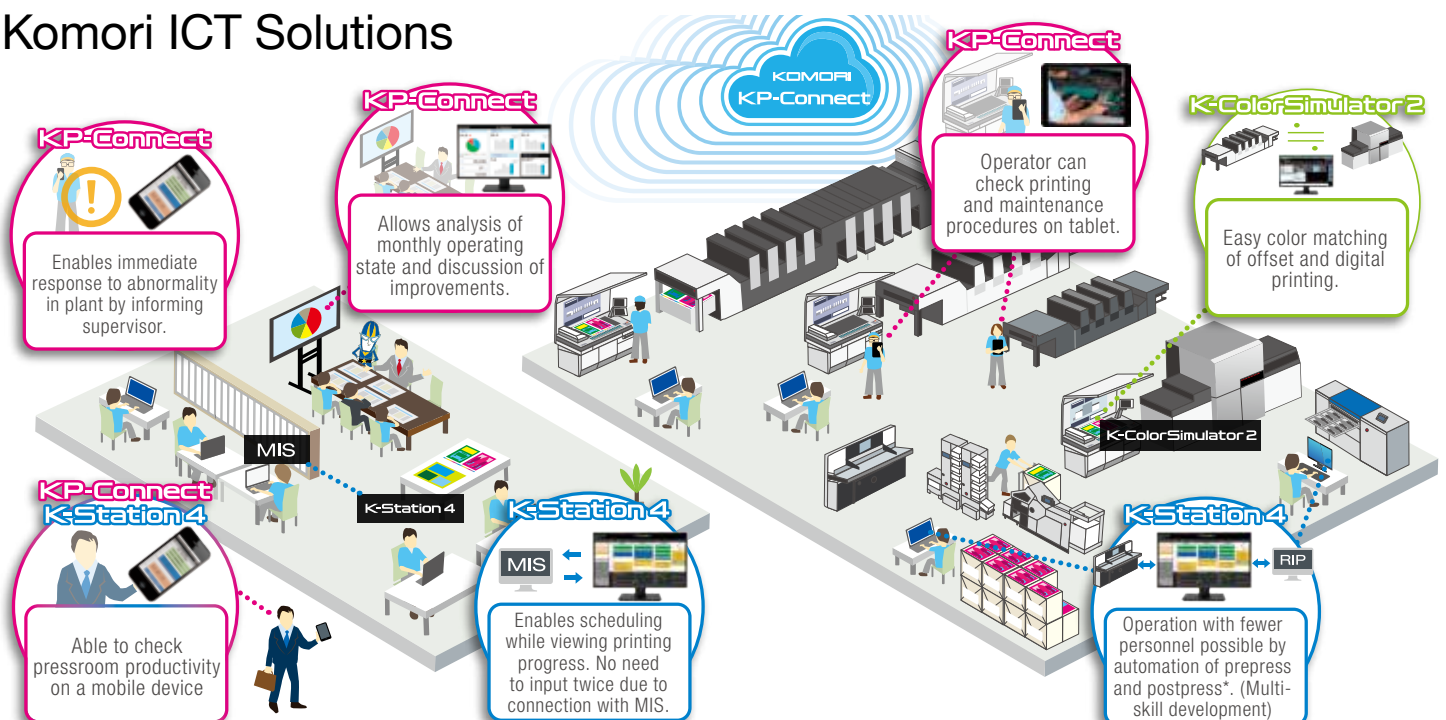 Komori ICT Solutions
KOMORI
KP-Connect
KP-Connect
Enables immediate
response to abnormality
in plant by informing
supervisor.
KP-Connect
Allows analysis of
monthly operating
state and discussion of
improvements.
KP-Connect
Operator can
check printing
and maintenance
procedures on tablet.
K-ColorSimulator 2
Easy color matching
of offset and digital
printing.
MIS
K-Station 4
K-ColorSimulator 2
KP-Connect
K-Station 4
Able to check
pressroom productivity
on a mobile device
K-Station 4
MIS
Enables scheduling
while viewing printing
progress. No need
to input twice due to
connection with MIS.
K-Station 4
RIP
Operation with fewer
personnel possible by
automation of prepress
and postpress*. (Multi-
skill development)